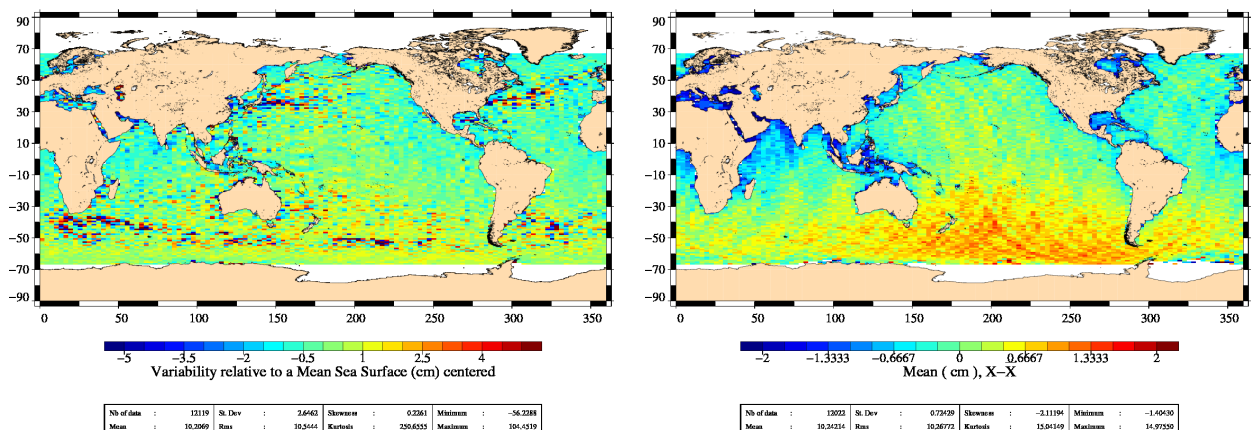 90
70
50
30
10
−10
−30
−50
−70
−90
0 50 100 150 200 250 300 350
−5 −3.5 −2 −0.5 1 2.5 4
Variability relative to a Mean Sea Surface (cm) centered
Nb of data : 12119 St. Dev : 2.6462 Skewness : 0.2261 Minimum : −56.2288
Mean : 10.2069 Rms : 10.5444 Kurtosis : 250.6555 Maximum : 104.4519
90
70
50
30
10
−10
−30
−50
−70
−90
0 50 100 150 200 250 300 350
−2 −1.3333 −0.6667 0 0.6667 1.3333 2
Mean ( cm ), X−X
Nb of data : 12022 St. Dev : 0.72429 Skewness : −2.11194 Minimum : −1.40430
Mean : 10.24214 Rms : 10.26772 Kurtosis : 15.04149 Maximum : 14.97550